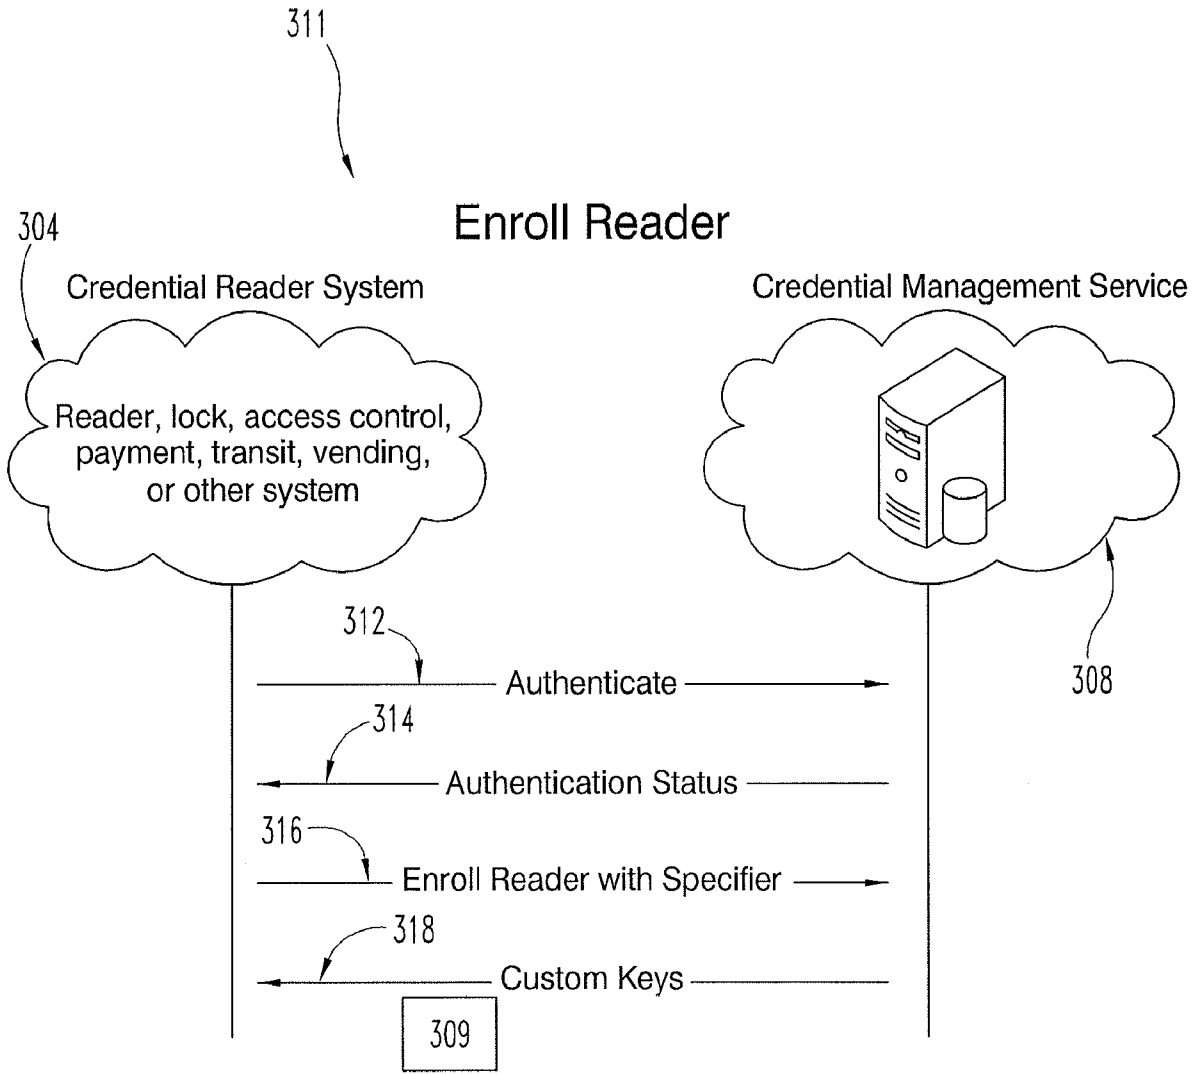 311
Enroll Reader
304
Credential Reader System
Credential Management Service
Reader, lock, access control,
payment, transit, vending,
or other system
312
Authenticate
308
314
Authentication Status
316
Enroll Reader with Specifier
318
Custom Keys
309